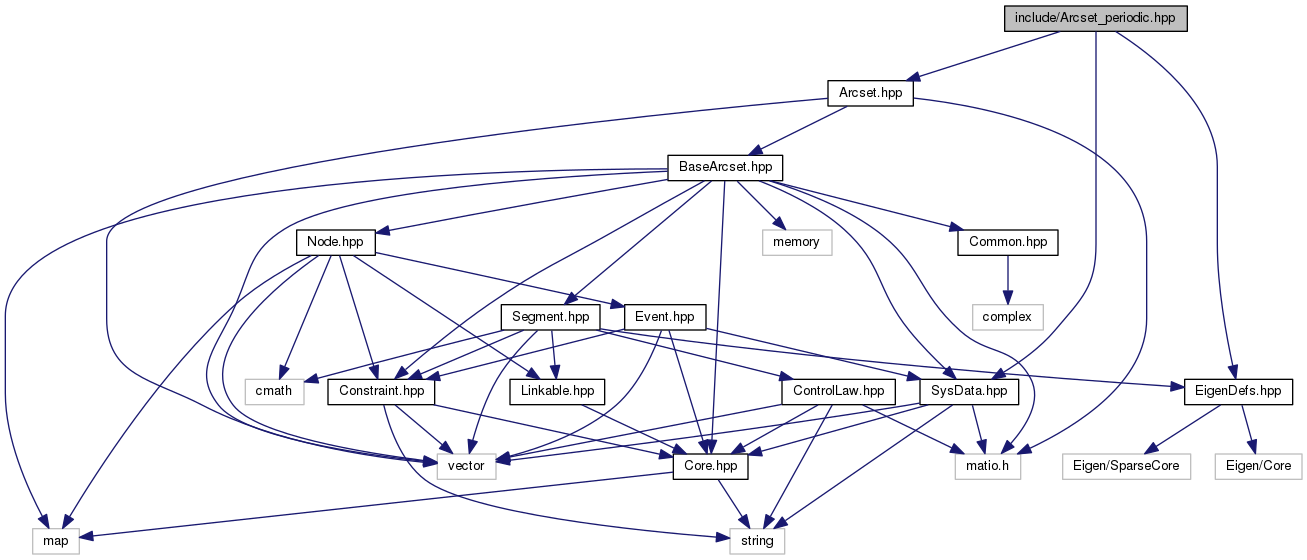 include/Arcset_periodic.hpp
Arcset.hpp
BaseArcset.hpp
Node.hpp
memory
Common.hpp
Segment.hpp
Event.hpp
complex
cmath
Constraint.hpp
Linkable.hpp
ControlLaw.hpp
SysData.hpp
EigenDefs.hpp
vector
Core.hpp
matio.h
Eigen/SparseCore
Eigen/Core
map
string